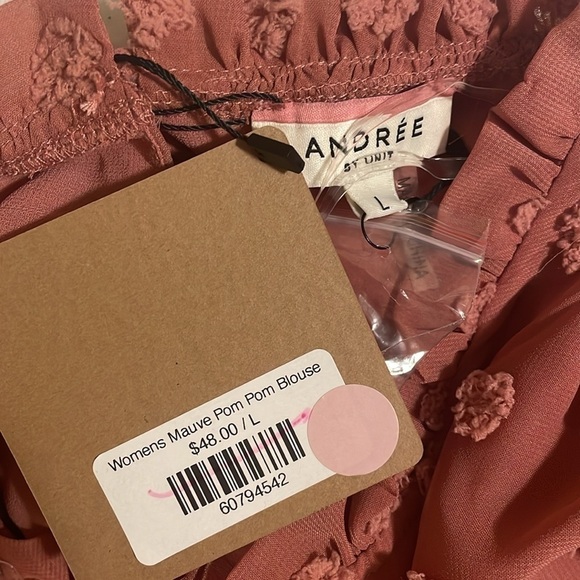 ANDRÉE
BY UNIT
L
Womens Mauve Pom Pom Blouse
$48.00 / L
60794542